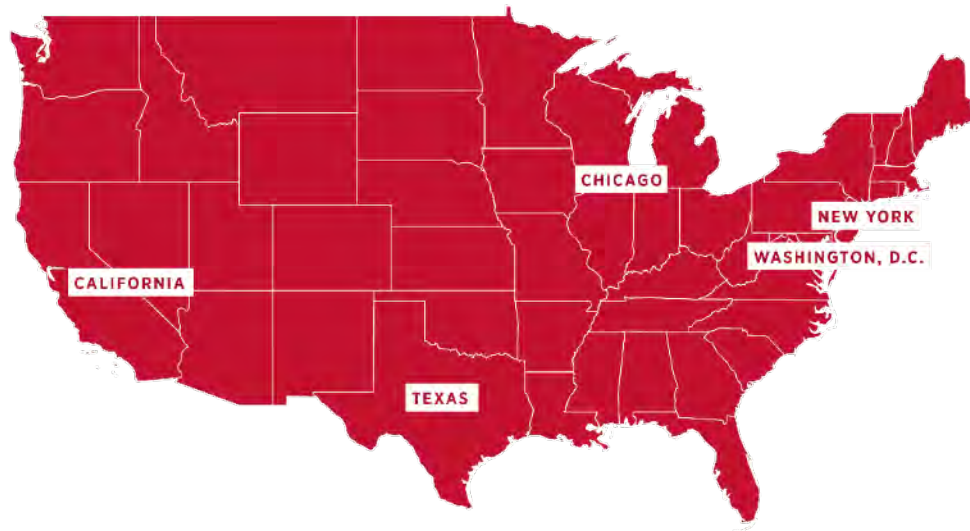 CHICAGO
NEW YORK
WASHINGTON, D.C.
CALIFORNIA
TEXAS